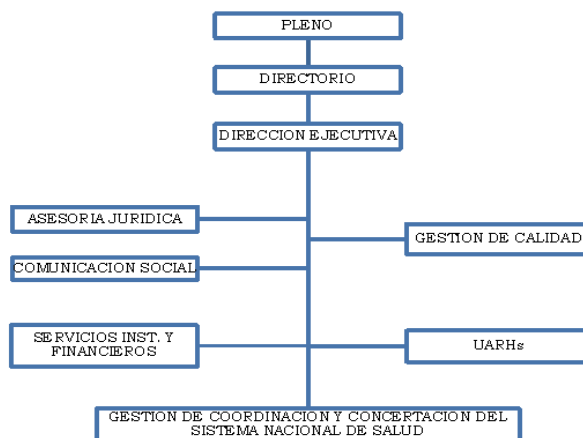 PLENO
DIRECTORIO
DIRECCION EJECUTIVA
ASESORIA JURIDICA
GESTION DE CALIDAD
COMUNICACION SOCIAL
SERVICIOS INST. Y
FINANCIEROS
UARHs
GESTION DE COORDINACION Y CONCERTACION DEL
SISTEMA NACIONAL DE SALUD